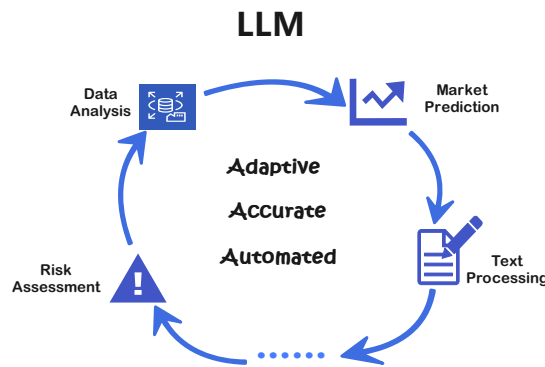 LLM
Data
Analysis
Market
Prediction
Adaptive
Accurate
Automated
Text
Processing
Risk
Assessment
!